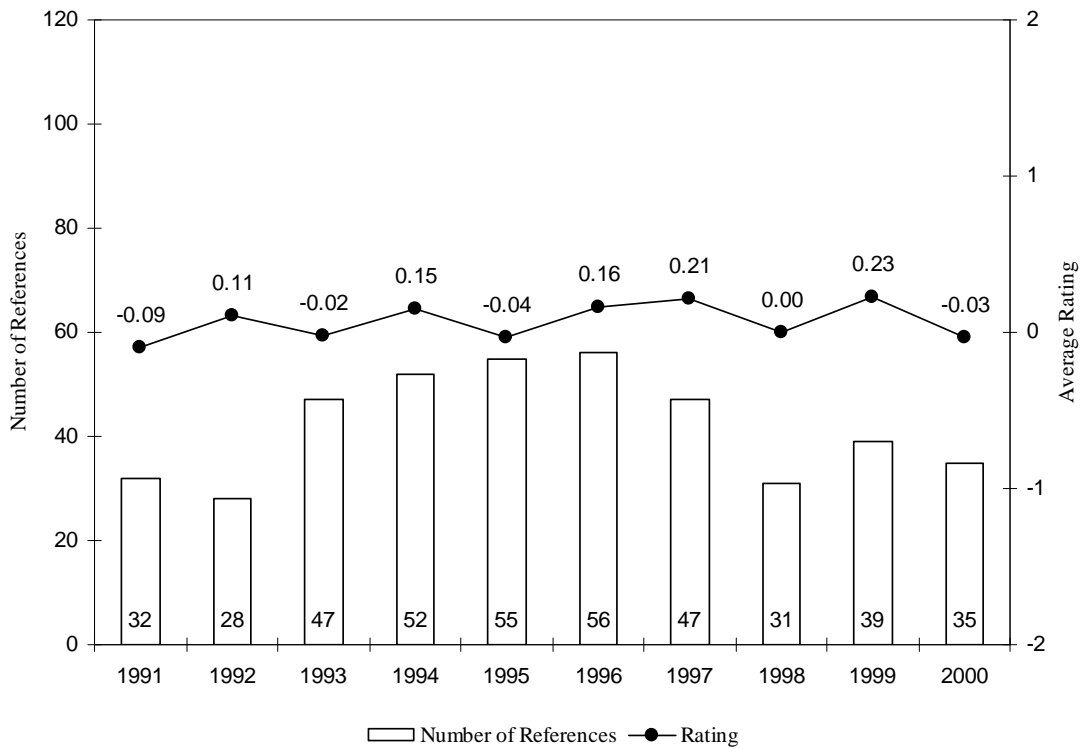 120
100
80
60
40
20
0
Number of References
2
1
0
-1
-2
Average Rating
-0.09 0.11 -0.02 0.15 -0.04 0.16 0.21 0.00 0.23 -0.03
32 28 47 52 55 56 47 31 39 35
1991 1992 1993 1994 1995 1996 1997 1998 1999 2000
Number of References Rating